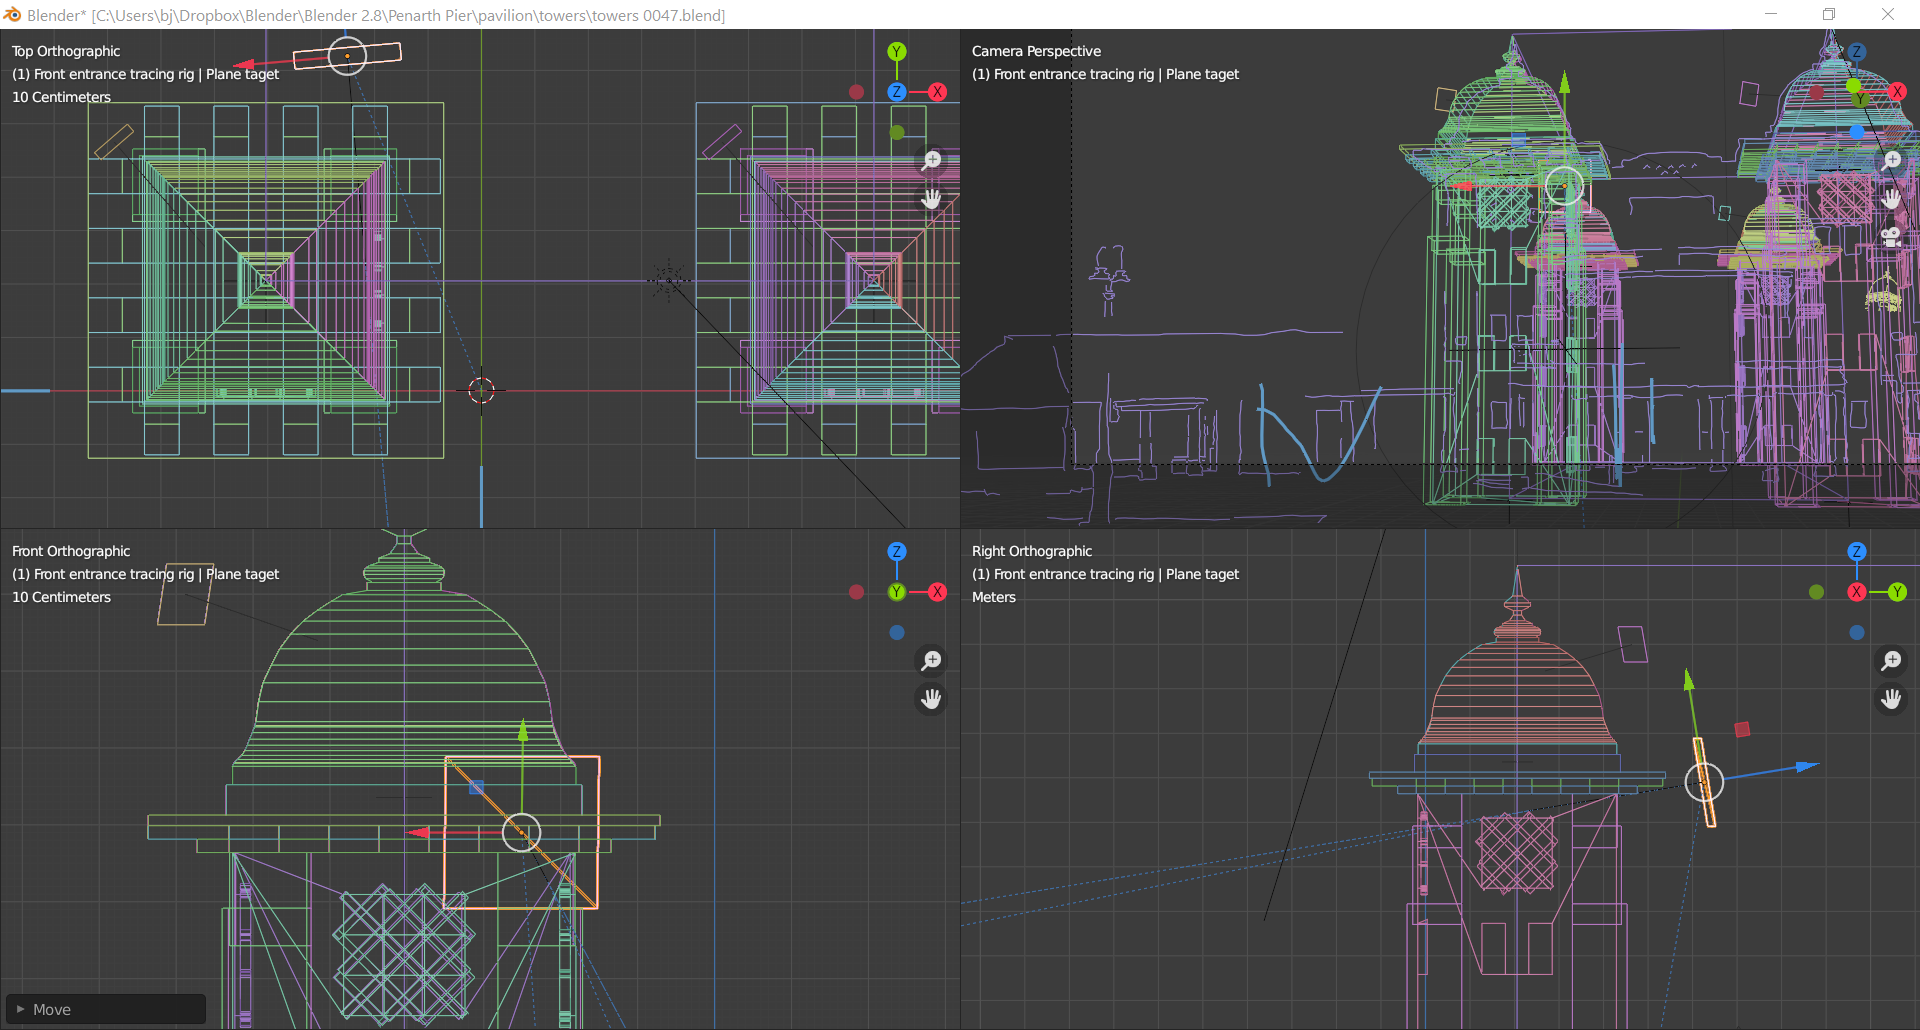 Blender* [C:\Users\bj\Dropbox\Blender\Blender 2.8\Penarth Pier\pavilion\towers\towers 0047.blend]
Top Orthographic
(1) Front entrance tracing rig | Plane taget
10 Centimeters
Y
Z
X
Camera Perspective
(1) Front entrance tracing rig | Plane taget
Z
Y
X
Front Orthographic
(1) Front entrance tracing rig | Plane taget
10 Centimeters
Z
Y
X
Right Orthographic
(1) Front entrance tracing rig | Plane taget
Meters
Z
X
Y
Move